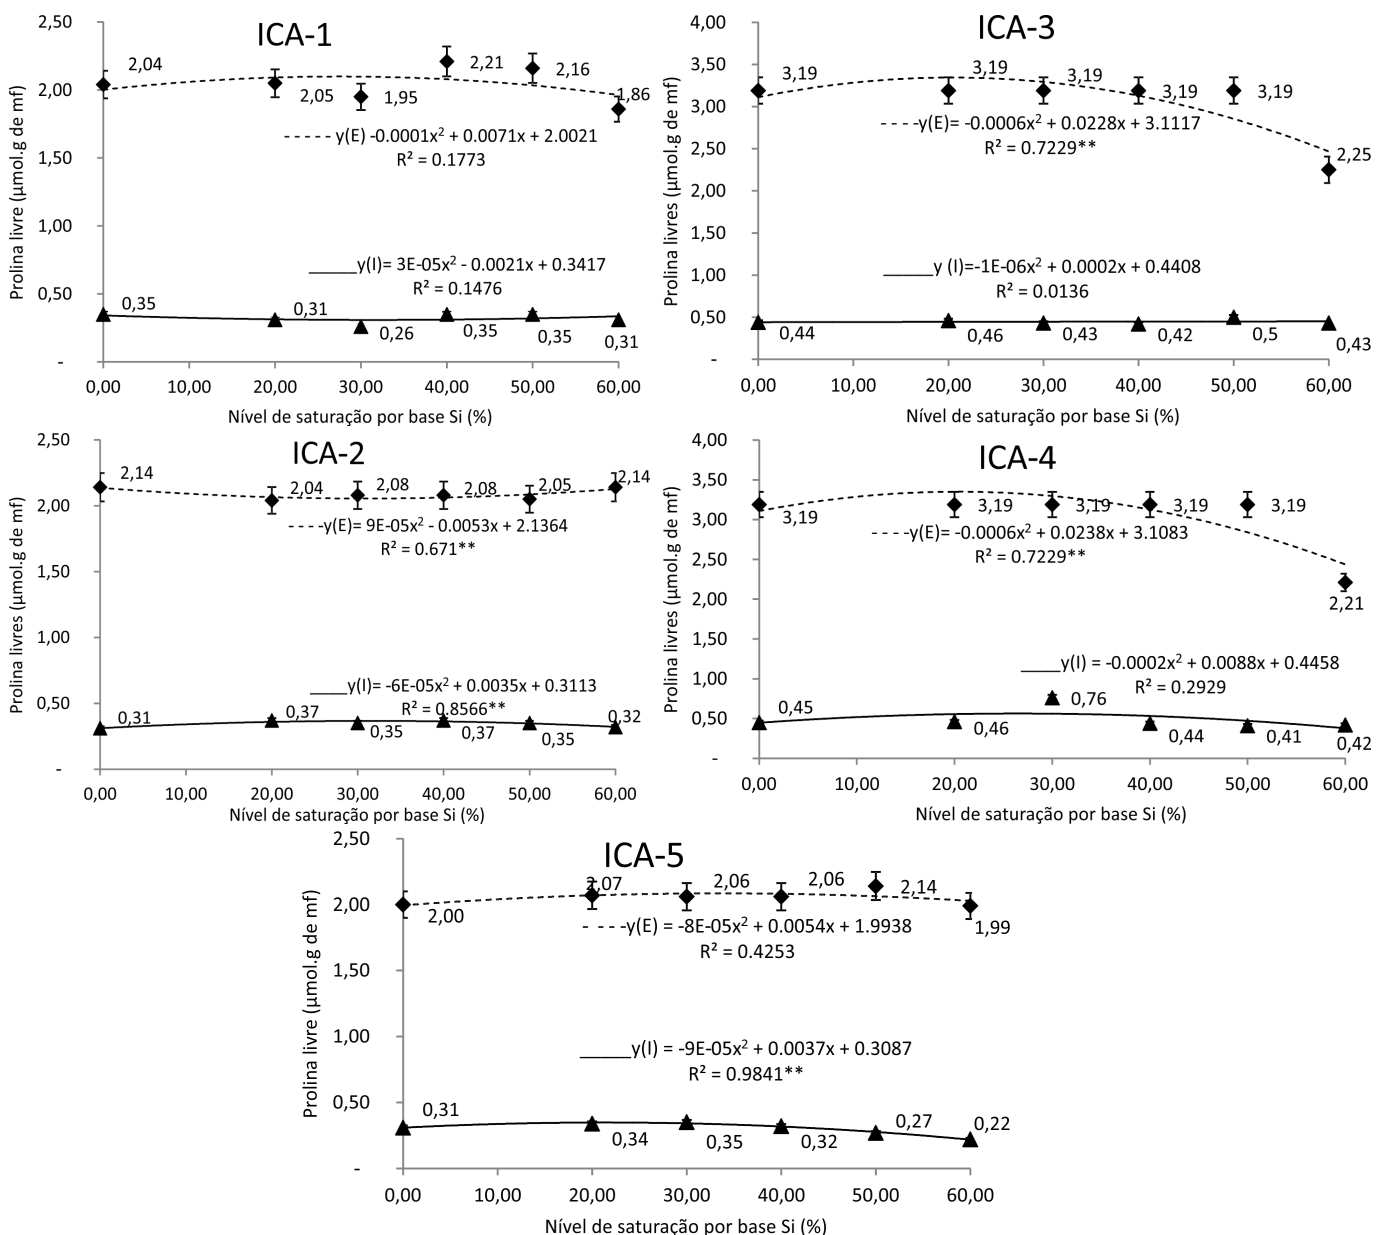 ICA-1
Prolina livre (µmol.g de mf)
2,50
2,00
1,50
1,00
0,50
-
2,04
2,05
1,95
2,21
2,16
1,86
y(E) -0.0001x² + 0.0071x + 2.0021
R² = 0.1773
y(I)= 3E-05x² - 0.0021x + 0.3417
R² = 0.1476
0,35
0,31
0,26
0,35
0,35
0,31
0,00 10,00 20,00 30,00 40,00 50,00 60,00
Nível de saturação por base Si (%)
ICA-3
Prolina livres (µmol.g de mf)
4,00
3,50
3,00
2,50
2,00
1,50
1,00
0,50
-
3,19
3,19
3,19
3,19
3,19
2,25
y(E)= -0.0006x² + 0.0228x + 3.1117
R² = 0.7229**
y (I)=-1E-06x² + 0.0002x + 0.4408
R² = 0.0136
0,44
0,46
0,43
0,42
0,5
0,43
0,00 10,00 20,00 30,00 40,00 50,00 60,00
Nível de saturação por base Si (%)
ICA-2
Prolina livres (µmol.g de mf)
2,50
2,00
1,50
1,00
0,50
-
2,14
2,04
2,08
2,08
2,05
2,14
y(E)= 9E-05x² - 0.0053x + 2.1364
R² = 0.671**
y(I)= -6E-05x² + 0.0035x + 0.3113
R² = 0.8566**
0,31
0,37
0,35
0,37
0,35
0,32
0,00 10,00 20,00 30,00 40,00 50,00 60,00
Nível de saturação por base Si (%)
ICA-4
Prolina livres (µmol.g de mf)
4,00
3,50
3,00
2,50
2,00
1,50
1,00
0,50
-
3,19
3,19
3,19
3,19
3,19
2,21
y(E)= -0.0006x² + 0.0238x + 3.1083
R² = 0.7229**
y(I) = -0.0002x² + 0.0088x + 0.4458
R² = 0.2929
0,45
0,46
0,76
0,44
0,41
0,42
0,00 10,00 20,00 30,00 40,00 50,00 60,00
Nível de saturação por base Si (%)
ICA-5
Prolina livre (µmol.g de mf)
2,50
2,00
1,50
1,00
0,50
-
2,00
2,07
2,06
2,06
2,14
1,99
y(E) = -8E-05x² + 0.0054x + 1.9938
R² = 0.4253
y(I) = -9E-05x² + 0.0037x + 0.3087
R² = 0.9841**
0,31
0,34
0,35
0,32
0,27
0,22
0,00 10,00 20,00 30,00 40,00 50,00 60,00
Nível de saturação por base Si (%)